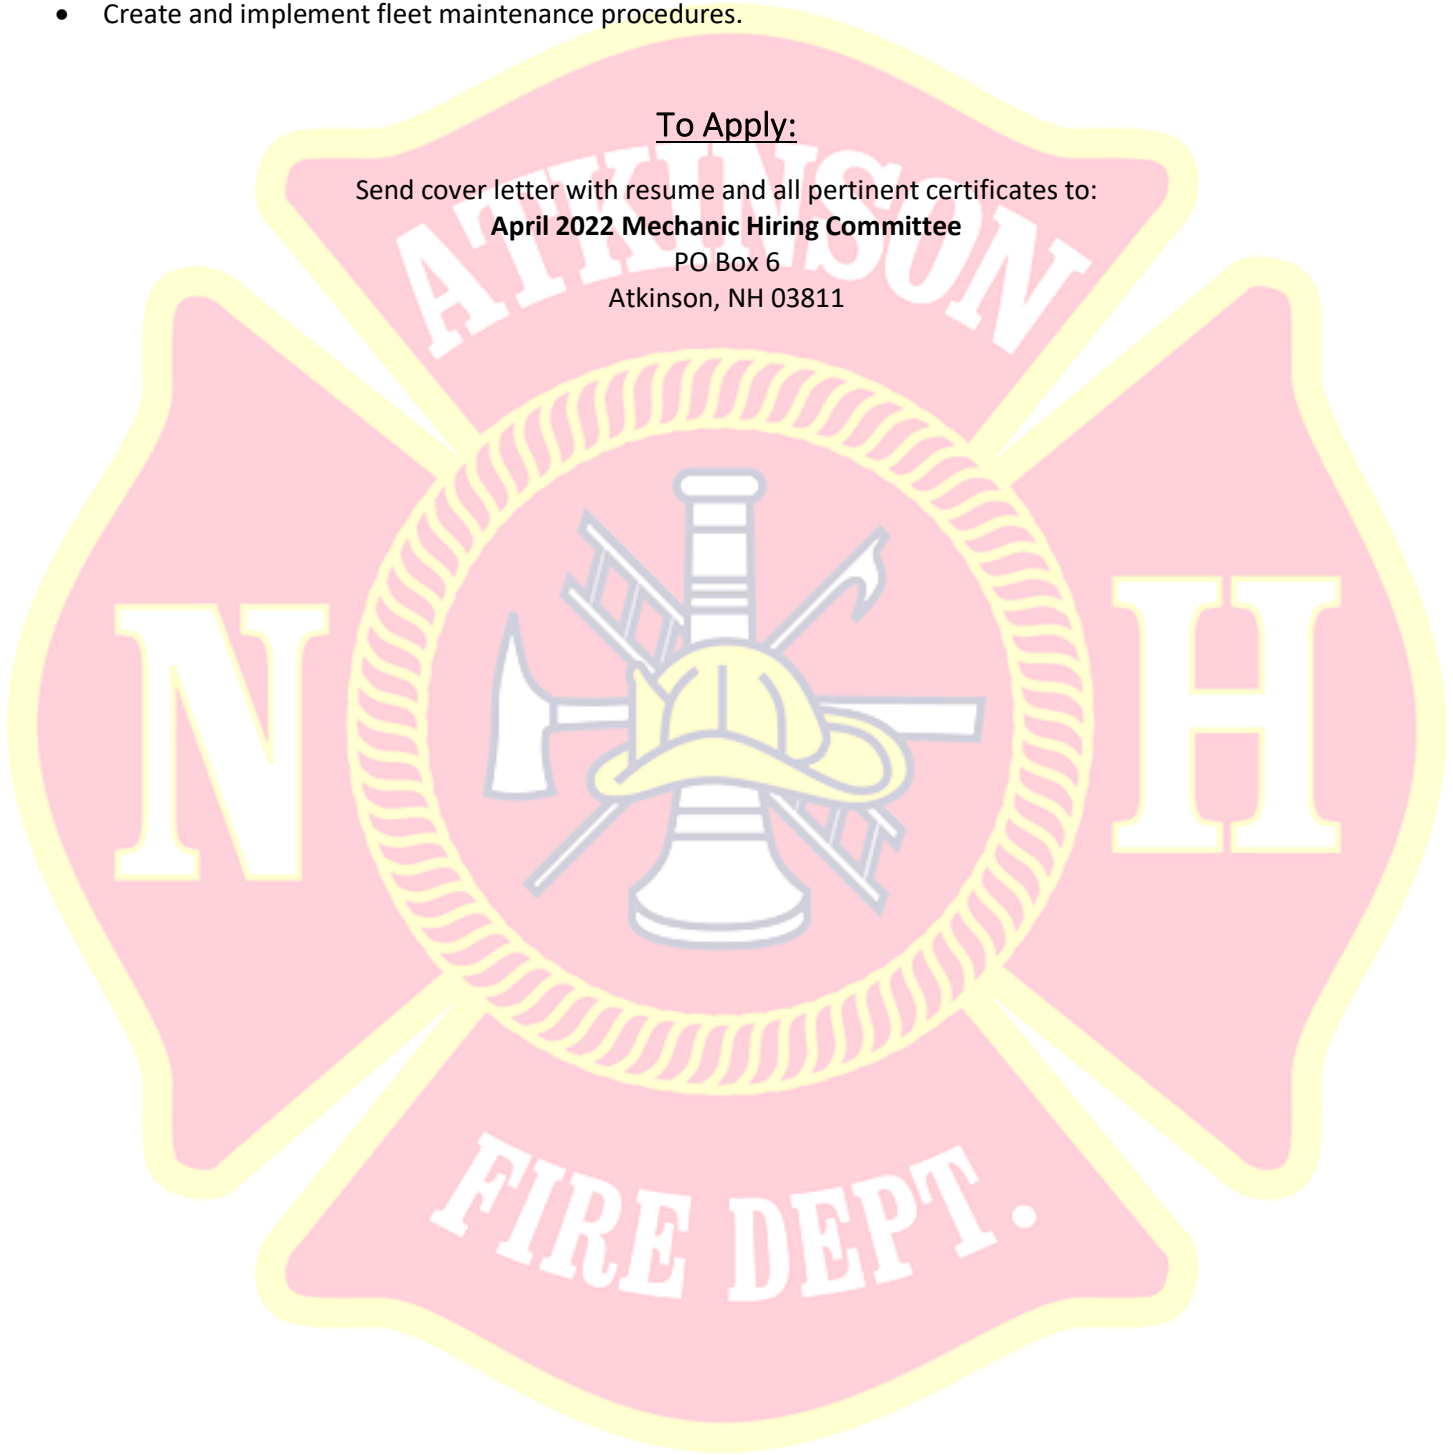 • Create and implement fleet maintenance procedures.
To Apply:
Send cover letter with resume and all pertinent certificates to:
April 2022 Mechanic Hiring Committee
PO Box 6
Atkinson, NH 03811
ATKINSON
N H
FIRE DEPT.